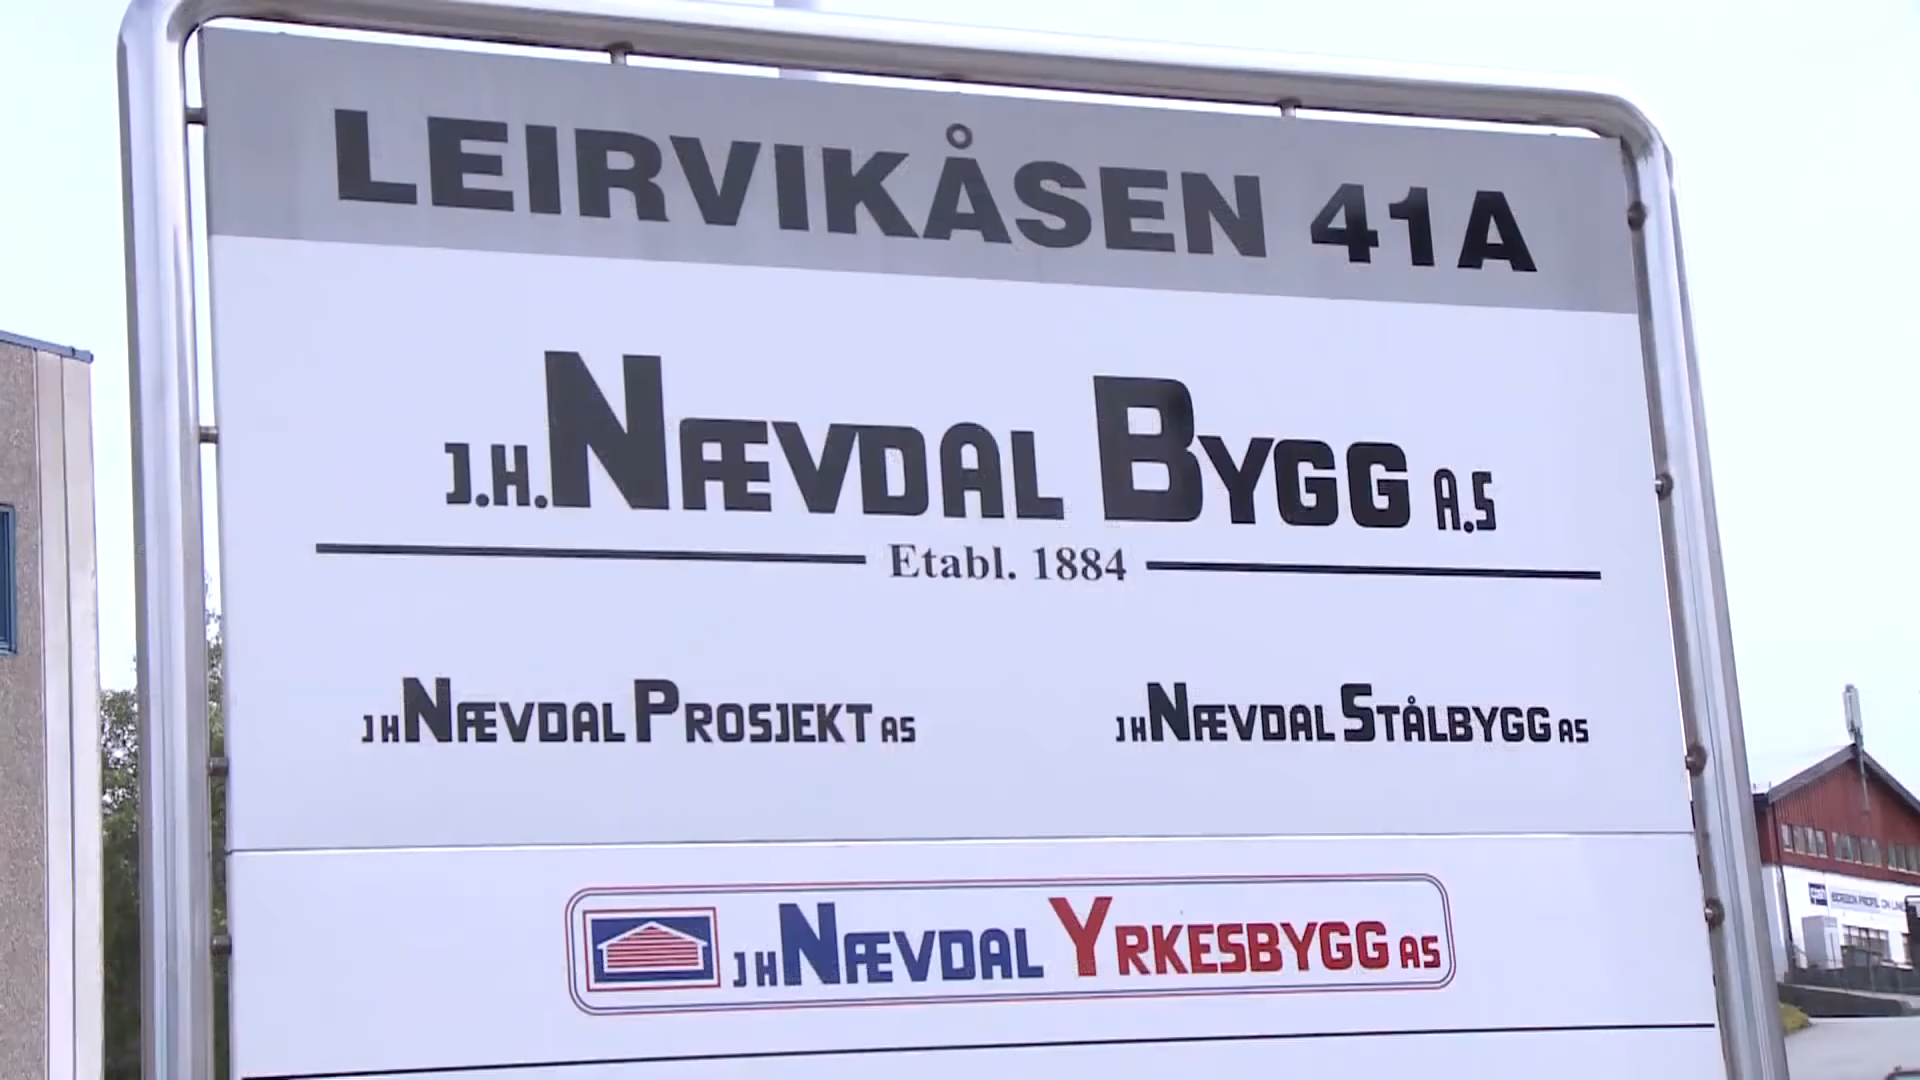 LEIRVIKÅSEN 41A
J.H. NÆVDAL BYGG A.S
Etabl. 1884
J H NÆVDAL PROSJEKT AS
J H NÆVDAL STÅLBYGG AS
J H NÆVDAL YRKESBYGG AS